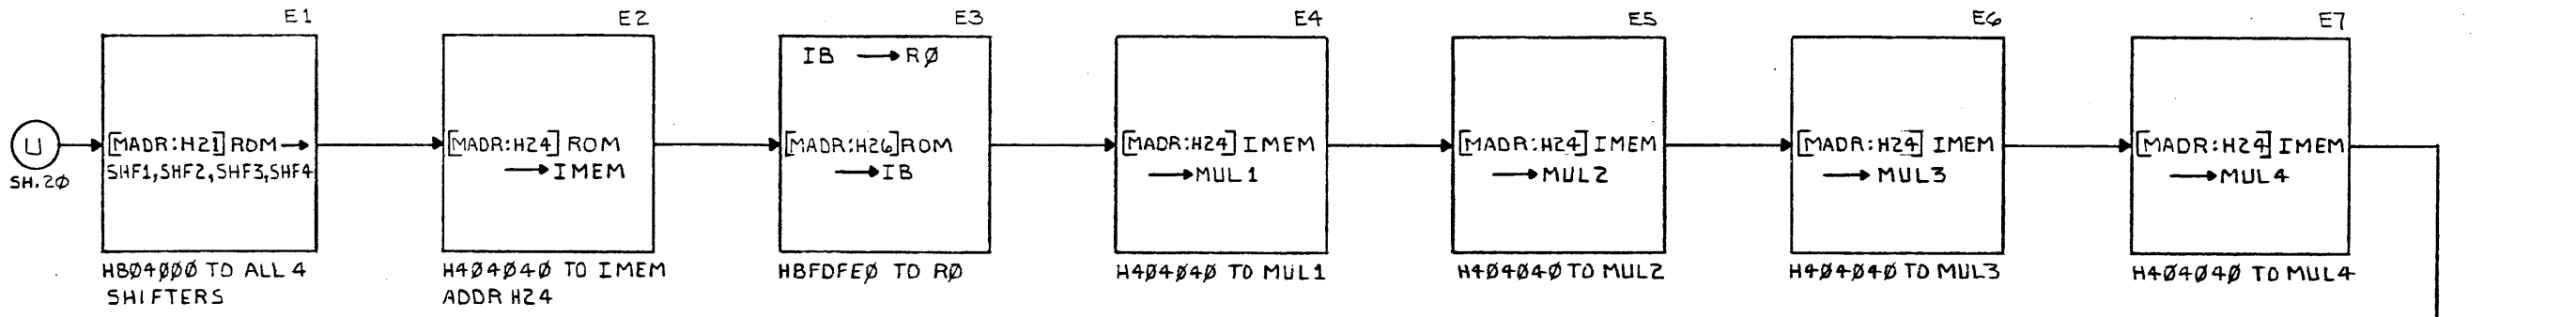 E1
E2
E3
E4
E5
E6
E7
U
SH.2Ø
[MADR:H21] ROM →
SHF1,SHF2,SHF3,SHF4
H8Ø4ØØØ TO ALL 4
SHIFTERS
[MADR:H24] ROM
→ IMEM
H4Ø4Ø4Ø TO IMEM
ADDR H24
IB → RØ
[MADR:H26] ROM
→ IB
HBFDFEØ TO RØ
[MADR:H24] IMEM
→ MUL1
H4Ø4Ø4Ø TO MUL1
[MADR:H24] IMEM
→ MUL2
H4Ø4Ø4Ø TO MUL2
[MADR:H24] IMEM
→ MUL3
H4Ø4Ø4Ø TO MUL3
[MADR:H24] IMEM
→ MUL4
H4Ø4Ø4Ø TO MUL4